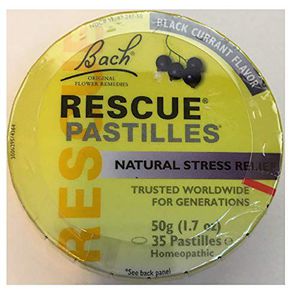 BLACK CURRANT FLAVOR
Bach
ORIGINAL
FLOWER REMEDIES
RESCUE®
PASTILLES
RESCUE
NATURAL STRESS RELIEF
TRUSTED WORLDWIDE
FOR GENERATIONS
50g (1.7 oz)
35 Pastilles e
Homeopathic
*See back panel